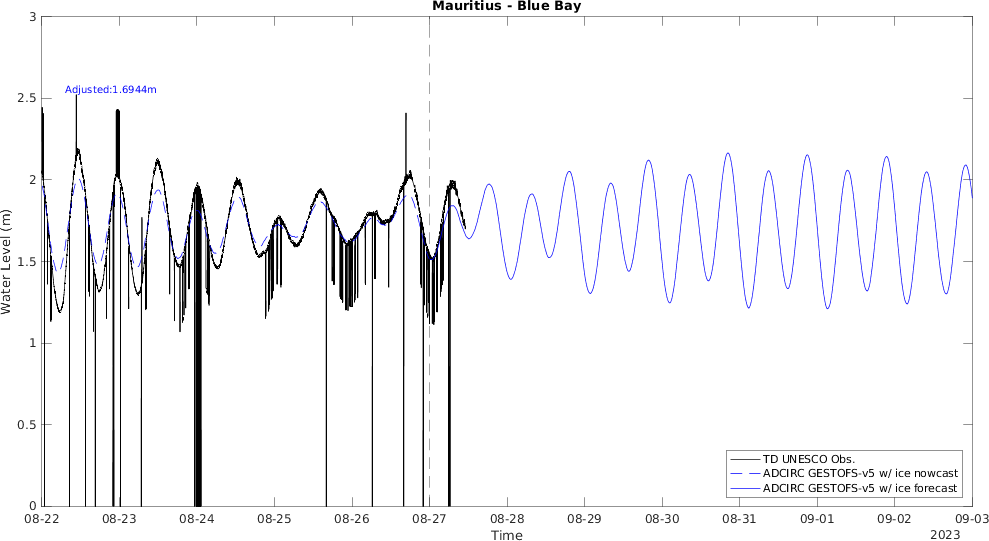 Mauritius - Blue Bay
3
2.5
2
1.5
1
0.5
0
Water Level (m)
Adjusted:1.6944m
TD UNESCO Obs.
ADCIRC GESTOFS-v5 w/ ice nowcast
ADCIRC GESTOFS-v5 w/ ice forecast
08-22 08-23 08-24 08-25 08-26 08-27 08-28 08-29 08-30 08-31 09-01 09-02 09-03
Time
2023